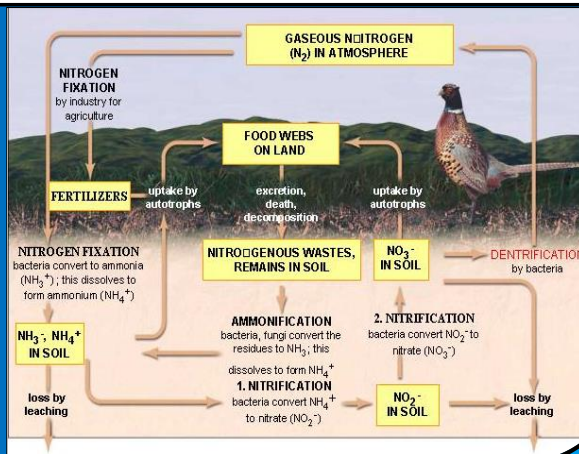 GASEOUS N□ITROGEN
(N₂) IN ATMOSPHERE
NITROGEN
FIXATION
by industry for
agriculture
FOOD WEBS
ON LAND
FERTILIZERS
uptake by
autotrophs
excretion,
death,
decomposition
uptake by
autotrophs
NITROGEN FIXATION
bacteria convert to ammonia
(NH₃⁺) ; this dissolves to
form ammonium (NH₄⁺)
NITRO□GENOUS WASTES,
REMAINS IN SOIL
NO₃⁻
IN SOIL
DENTRIFICATION
by bacteria
NH₃⁻, NH₄⁺
IN SOIL
AMMONIFICATION
bacteria, fungi convert the
residues to NH₃; this
dissolves to form NH₄⁺
2. NITRIFICATION
bacteria convert NO₂⁻ to
nitrate (NO₃⁻)
1. NITRIFICATION
bacteria convert NH₄⁺
to nitrate (NO₂⁻)
NO₂⁻
IN SOIL
loss by
leaching
loss by
leaching